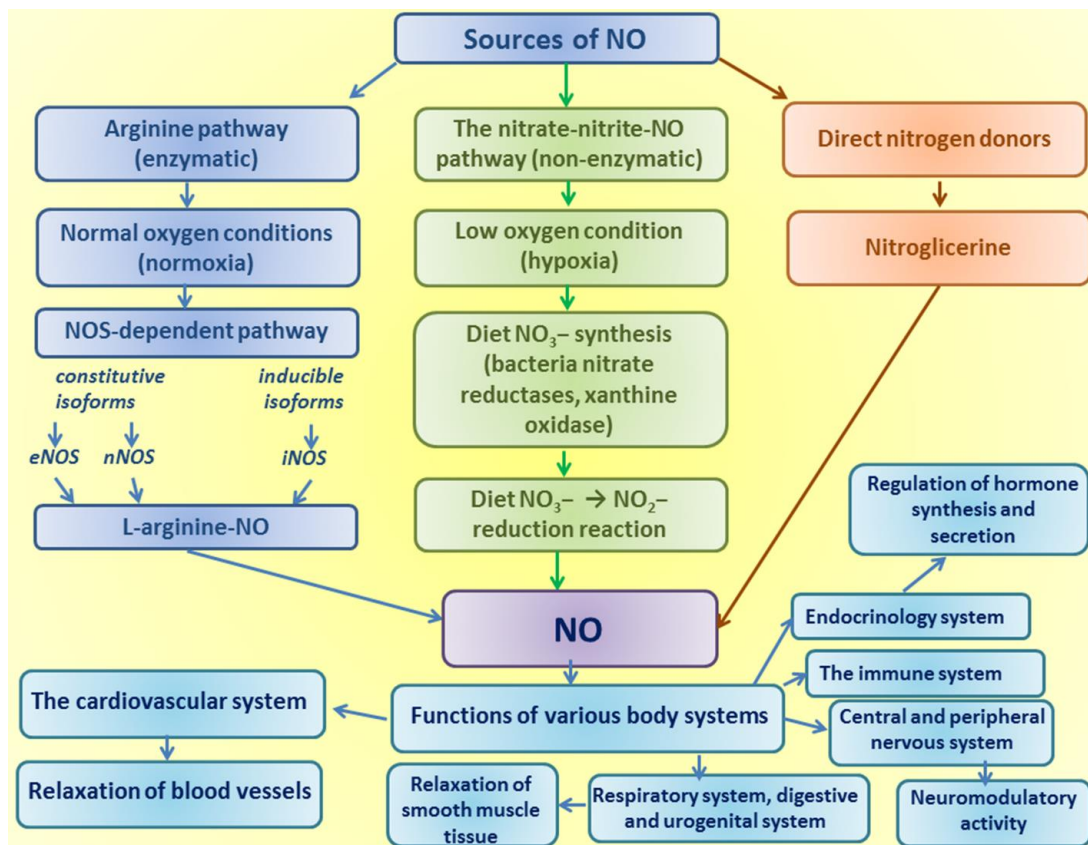 Sources of NO
Arginine pathway
(enzymatic)
The nitrate-nitrite-NO
pathway (non-enzymatic)
Direct nitrogen donors
Normal oxygen conditions
(normoxia)
Low oxygen condition
(hypoxia)
Nitroglicerine
NOS-dependent pathway
constitutive
isoforms
inducible
isoforms
eNOS
nNOS
iNOS
L-arginine-NO
Diet NO₃– synthesis
(bacteria nitrate
reductases, xanthine
oxidase)
Diet NO₃– → NO₂–
reduction reaction
NO
Regulation of hormone
synthesis and
secretion
Endocrinology system
The immune system
Central and peripheral
nervous system
Neuromodulatory
activity
Functions of various body systems
The cardiovascular
system
Relaxation of blood vessels
Relaxation of
smooth muscle
tissue
Respiratory system, digestive
and urogenital system